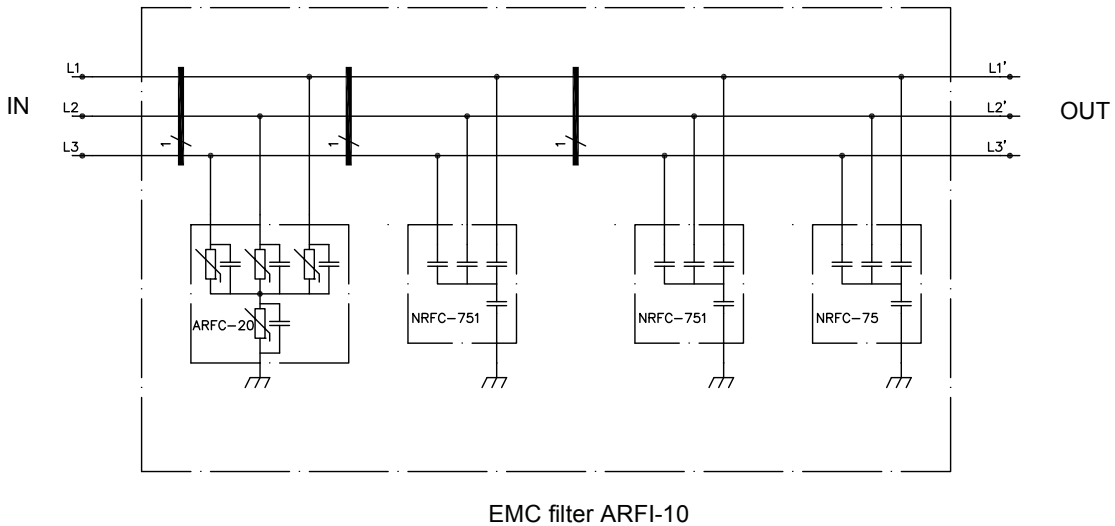 L1
L1'
IN
L2
L2'
OUT
1
1
1
L3
L3'
ARFC-20
NRFC-751
NRFC-751
NRFC-75
EMC filter ARFI-10